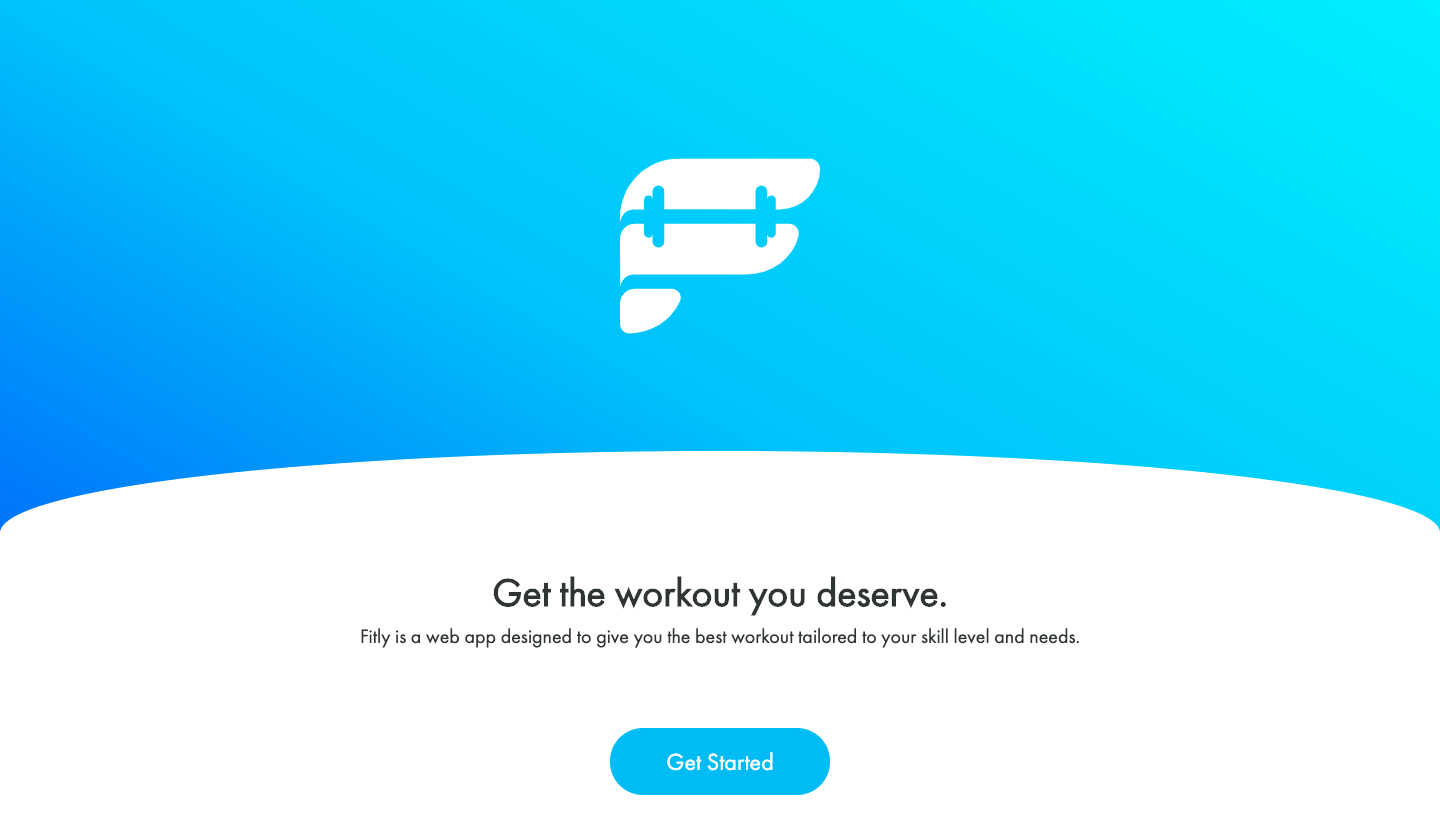 Get the workout you deserve.
Fitly is a web app designed to give you the best workout tailored to your skill level and needs.
Get Started